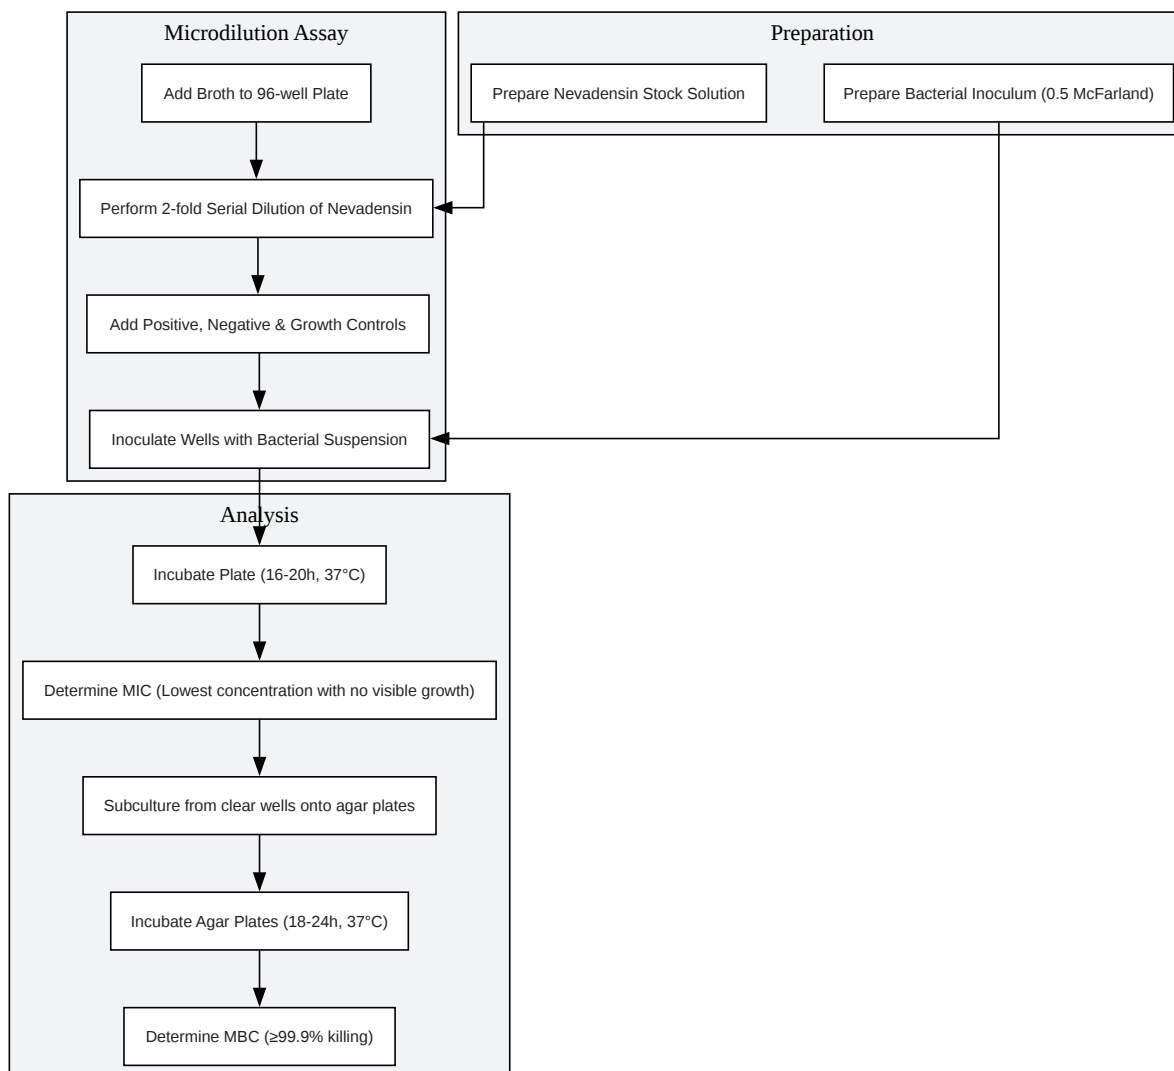 Microdilution Assay
Preparation
Add Broth to 96-well Plate
Prepare Nevadensin Stock Solution
Prepare Bacterial Inoculum (0.5 McFarland)
Perform 2-fold Serial Dilution of Nevadensin
Add Positive, Negative & Growth Controls
Inoculate Wells with Bacterial Suspension
Analysis
Incubate Plate (16-20h, 37°C)
Determine MIC (Lowest concentration with no visible growth)
Subculture from clear wells onto agar plates
Incubate Agar Plates (18-24h, 37°C)
Determine MBC (≥99.9% killing)